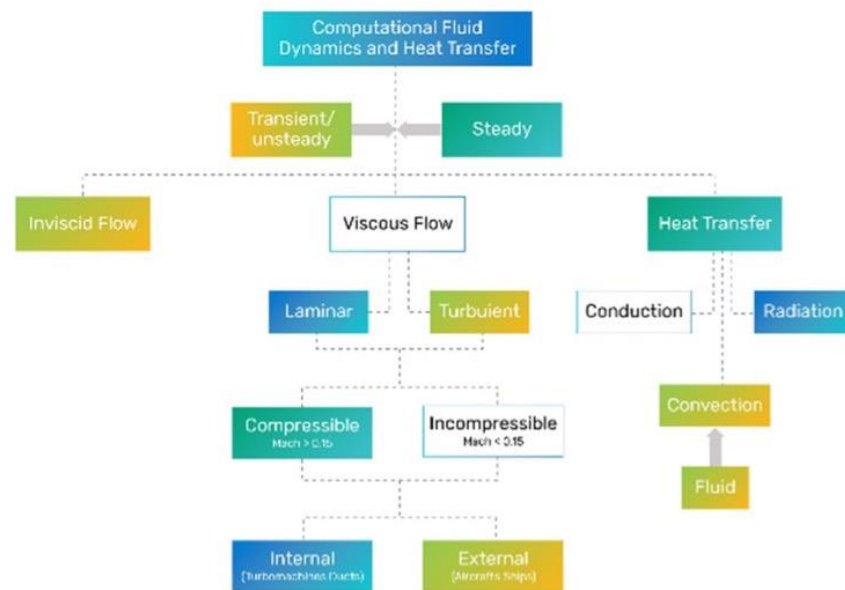 Computational Fluid
Dynamics and Heat Transfer
Transient/
unsteady
Steady
Inviscid Flow
Viscous Flow
Heat Transfer
Laminar
Turbuient
Conduction
Radiation
Compressible
Mach > 0.15
Incompressible
Mach < 0.15
Convection
Fluid
Internal
(Turbomachines Ducts)
External
(Aircrafts Ships)